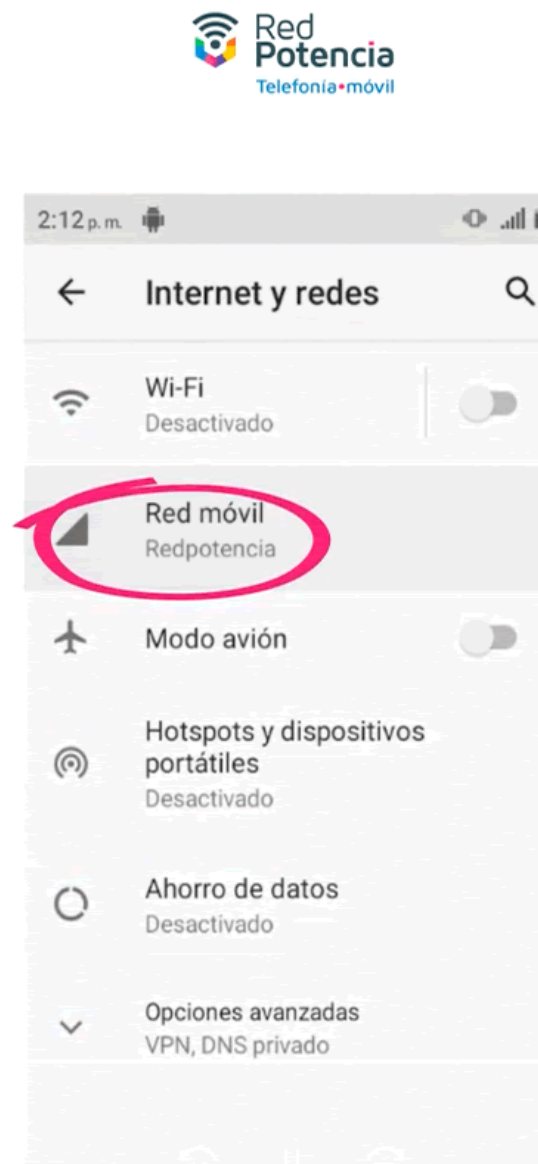 Red
Potencia
Telefonía•móvil
2:12 p. m.
Internet y redes
Wi-Fi
Desactivado
Red móvil
Redpotencia
Modo avión
Hotspots y dispositivos
portátiles
Desactivado
Ahorro de datos
Desactivado
Opciones avanzadas
VPN, DNS privado